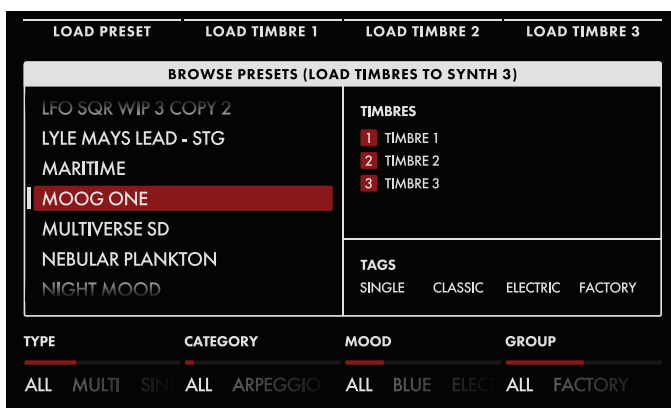 LOAD PRESET LOAD TIMBRE 1 LOAD TIMBRE 2 LOAD TIMBRE 3
BROWSE PRESETS (LOAD TIMBRES TO SYNTH 3)
LFO SQR WIP 3 COPY 2
LYLE MAYS LEAD - STG
MARITIME
MOOG ONE
MULTIVERSE SD
NEBULAR PLANKTON
NIGHT MOOD
TIMBRES
1 TIMBRE 1
2 TIMBRE 2
3 TIMBRE 3
TAGS
SINGLE CLASSIC ELECTRIC FACTORY
TYPE CATEGORY MOOD GROUP
ALL MULTI SIN ALL ARPEGGIO ALL BLUE ELECT ALL FACTORY